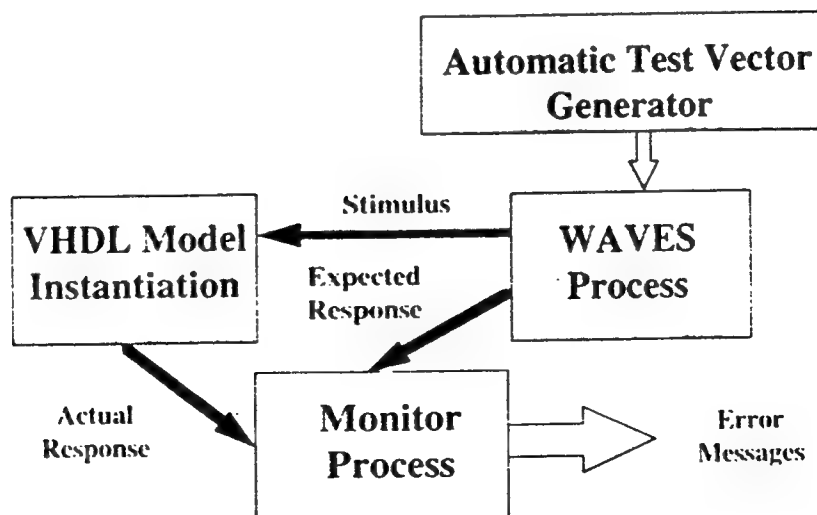 Automatic Test Vector
Generator
Stimulus
VHDL Model
Instantiation
WAVES
Process
Expected
Response
Actual
Response
Monitor
Process
Error
Messages